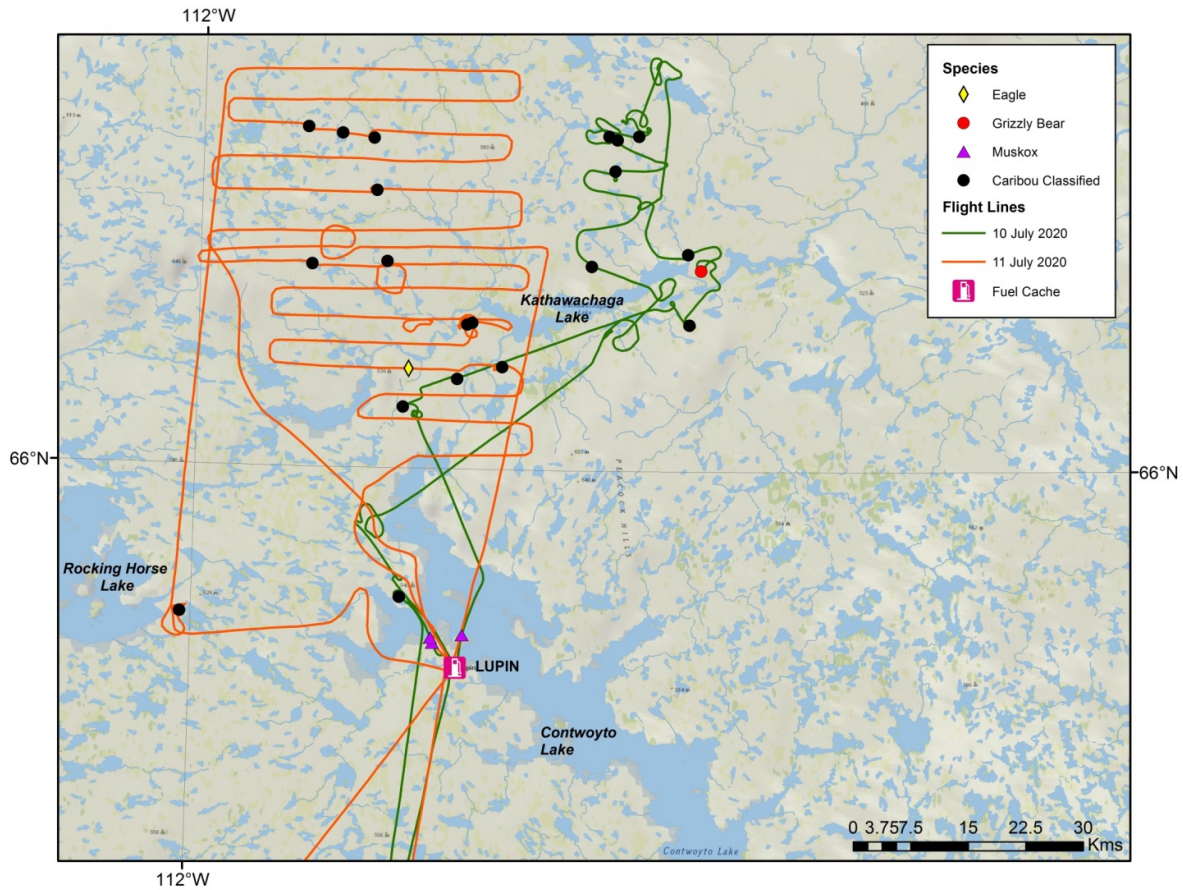 112°W
Species
Eagle
Grizzly Bear
Muskox
Caribou Classified
Flight Lines
10 July 2020
11 July 2020
Fuel Cache
Kathawachaga
Lake
66°N
66°N
PEACOCK HILLS
Rocking Horse
Lake
LUPIN
Contwoyto
Lake
0 3.75 7.5 15 22.5 30
Kms
Contwoyto Lake
112°W